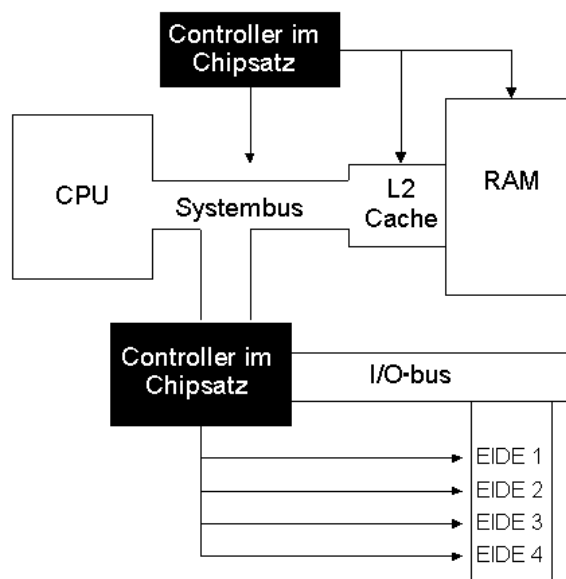 Controller im
Chipsatz
CPU
Systembus
L2
Cache
RAM
Controller im
Chipsatz
I/O-bus
EIDE 1
EIDE 2
EIDE 3
EIDE 4